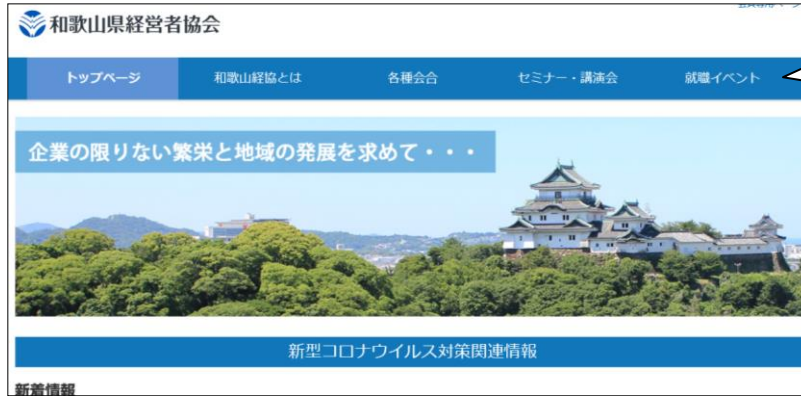 和歌山県経営者協会
トップページ
和歌山経協とは
各種会合
セミナー・講演会
就職イベント
企業の限りない繁栄と地域の発展を求めて・・・
新型コロナウイルス対策関連情報
新着情報